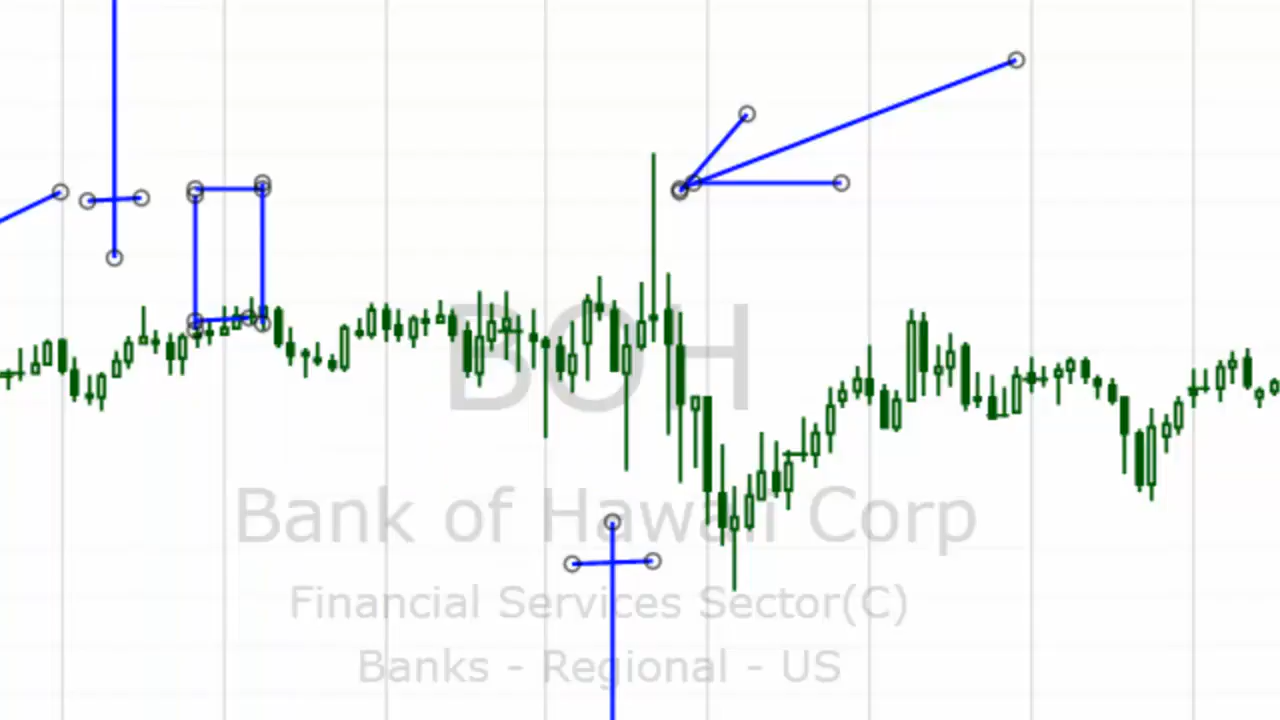 BOH
Bank of Hawaii Corp
Financial Services Sector(C)
Banks - Regional - US